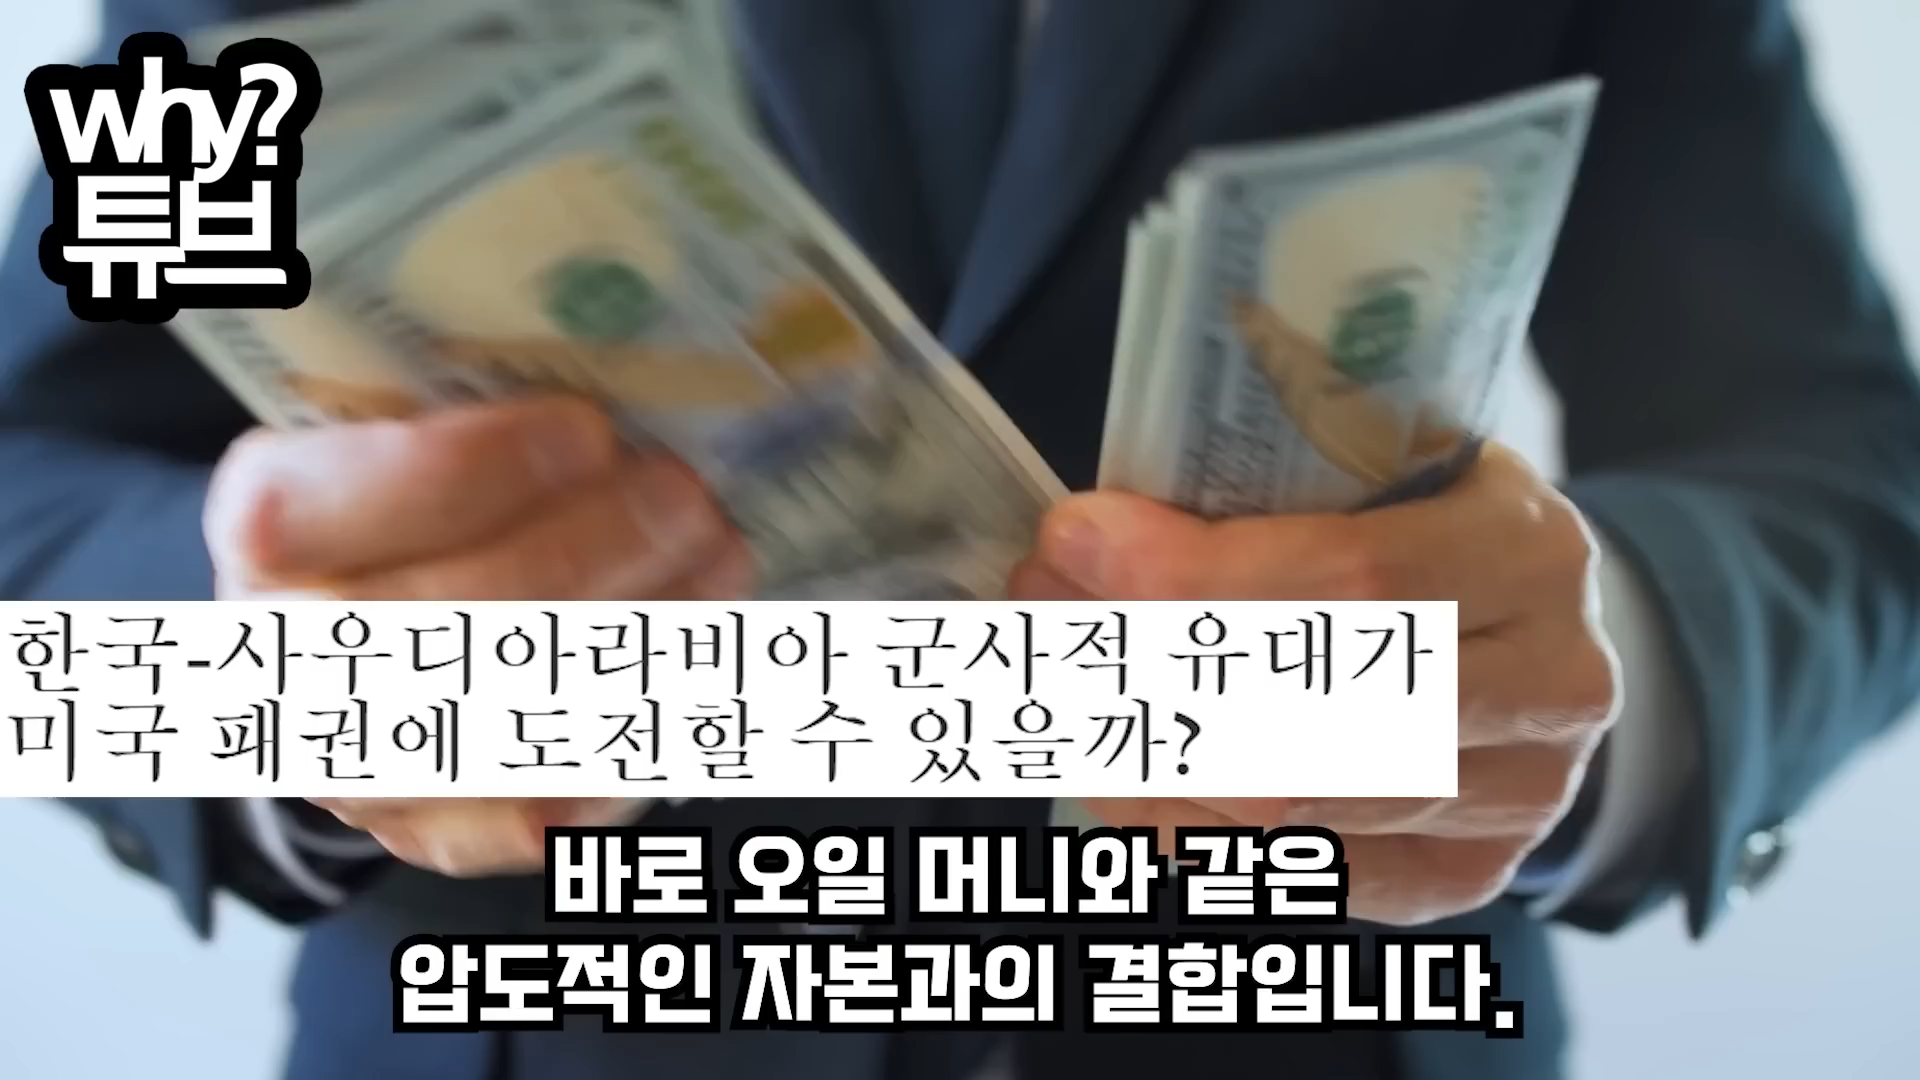 why?
튜브
한국-사우디아라비아 군사적 유대가
미국 패권에 도전할 수 있을까?
바로 오일 머니와 같은
압도적인 자본과의 결합입니다.